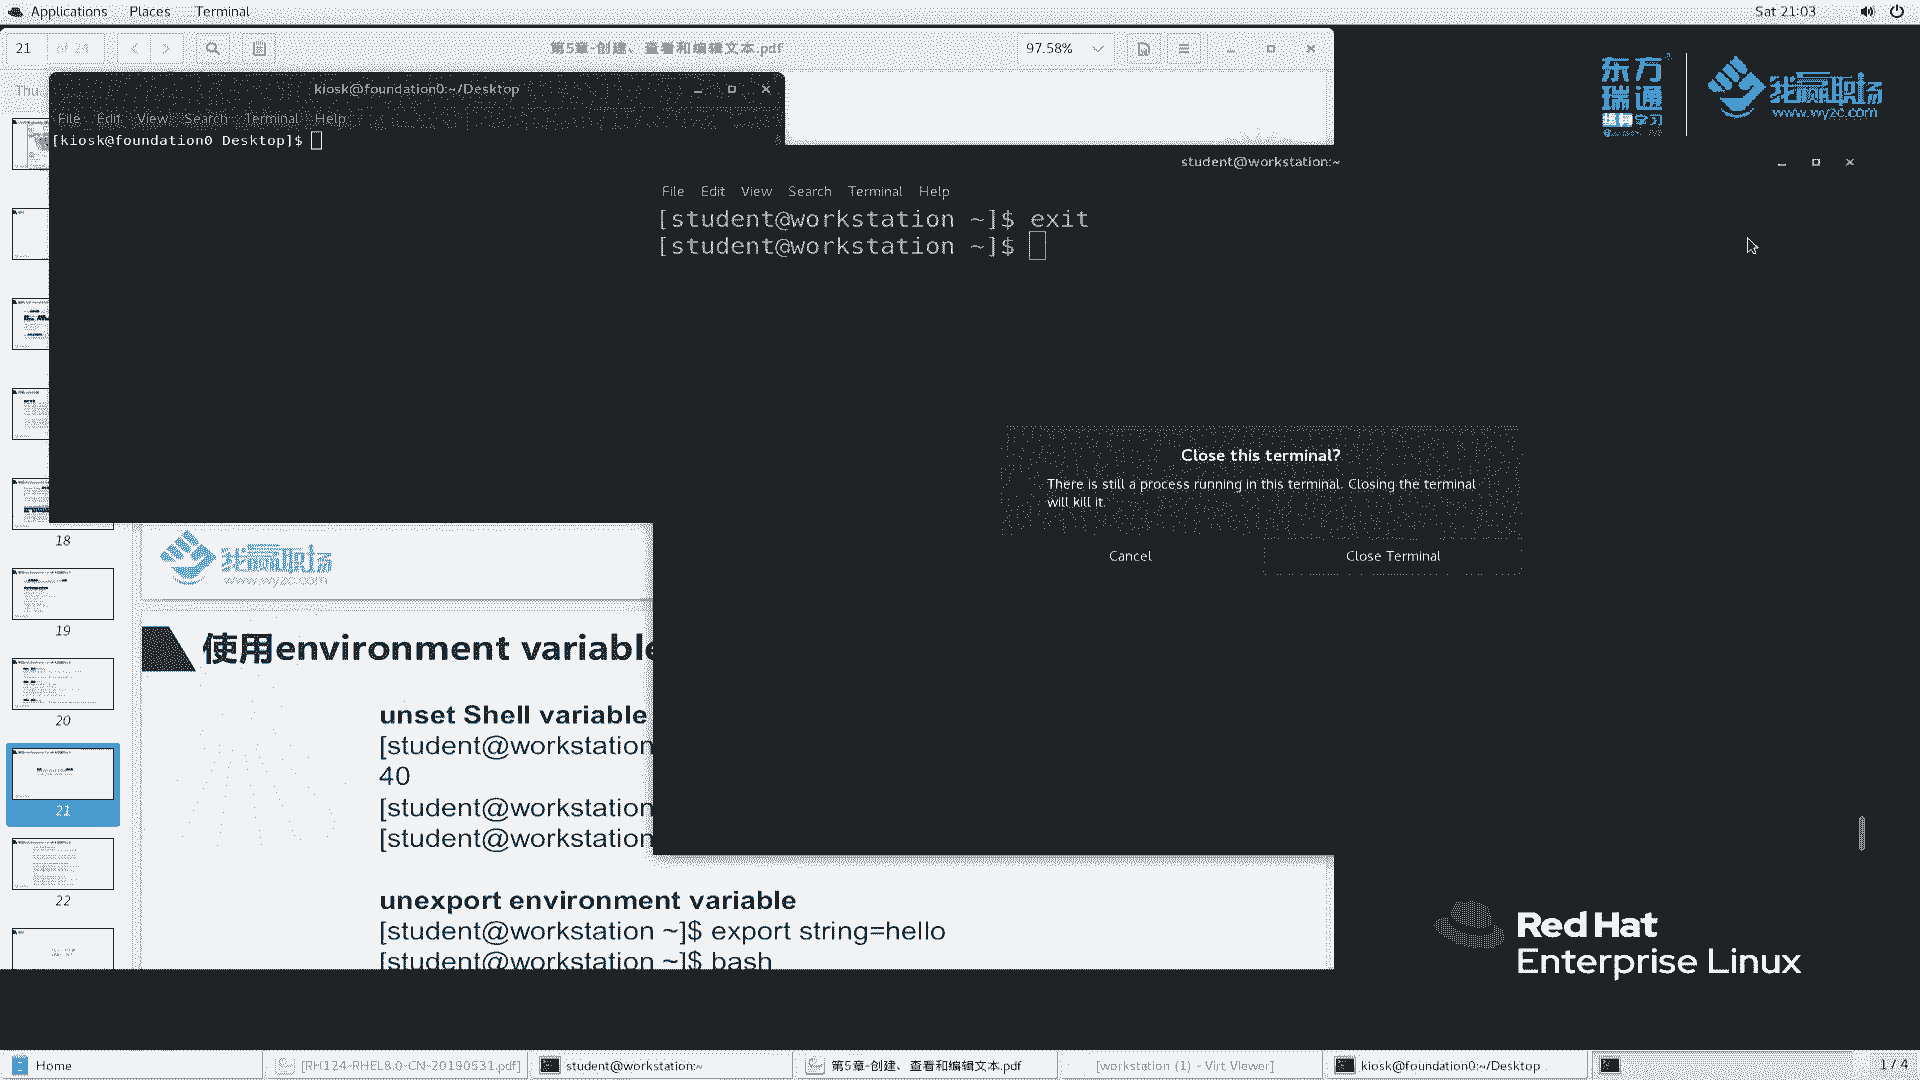 Applications Places Terminal
Sat 21:03
21 of 24
第5章-创建、查看和编辑文本.pdf
97.58%
Thu
kiosk@foundation0:~/Desktop
File Edit View Search Terminal Help
[kiosk@foundation0 Desktop]$
东方
瑞通
终身学习
我赢职场
www.wyzc.com
student@workstation:~
File Edit View Search Terminal Help
[student@workstation ~]$ exit
[student@workstation ~]$
Close this terminal?
There is still a process running in this terminal. Closing the terminal
will kill it.
Cancel
Close Terminal
18
19
20
21
22
我赢职场
www.wyzc.com
使用environment variable
unset Shell variable
[student@workstation
40
[student@workstation
[student@workstation
unexport environment variable
[student@workstation ~]$ export string=hello
[student@workstation ~]$ bash
Red Hat
Enterprise Linux
Home
[RH124-RHEL8.0-CN-20190531.pdf]
student@workstation:~
第5章-创建、查看和编辑文本.pdf
[workstation (1) - Virt Viewer]
kiosk@foundation0:~/Desktop
1 / 4